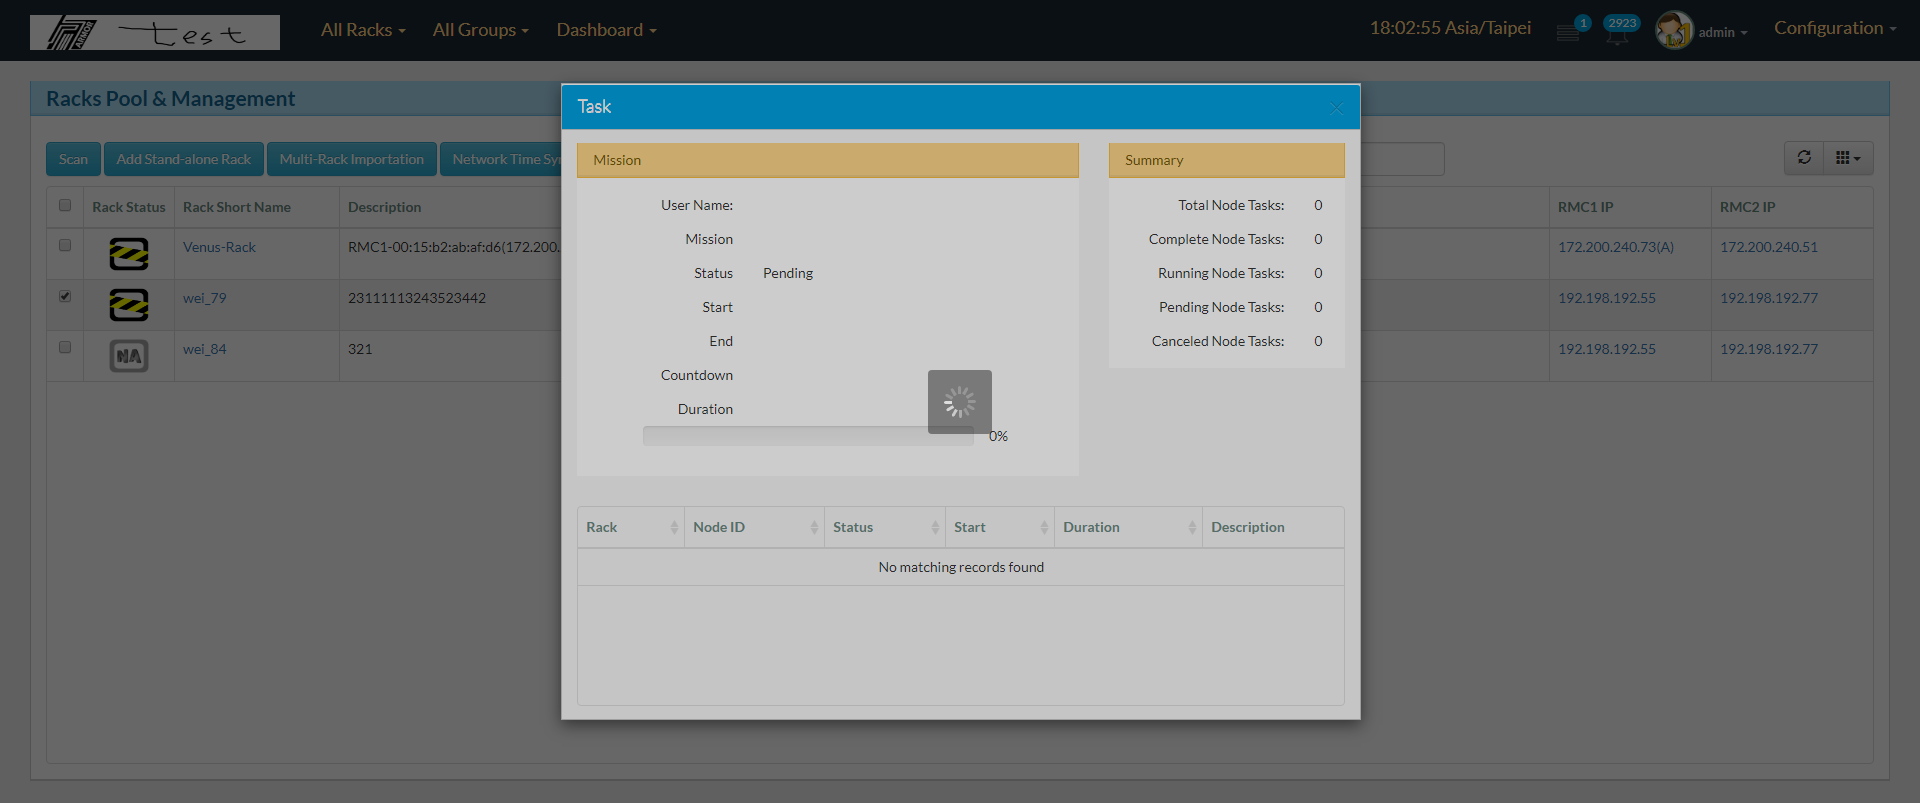 ARMOR test All Racks All Groups Dashboard 18:02:55 Asia/Taipei 1 2923 admin Configuration
Racks Pool & Management
Scan Add Stand-alone Rack Multi-Rack Importation Network Time Sy
Rack Status Rack Short Name Description RMC1 IP RMC2 IP
Venus-Rack RMC1-00:15:b2:ab:af:d6(172.200. 172.200.240.73(A) 172.200.240.51
wei_79 23111113243523442 192.198.192.55 192.198.192.77
NA wei_84 321 192.198.192.55 192.198.192.77
Task
Mission
User Name:
Mission
Status Pending
Start
End
Countdown
Duration
0%
Summary
Total Node Tasks: 0
Complete Node Tasks: 0
Running Node Tasks: 0
Pending Node Tasks: 0
Canceled Node Tasks: 0
Rack Node ID Status Start Duration Description
No matching records found